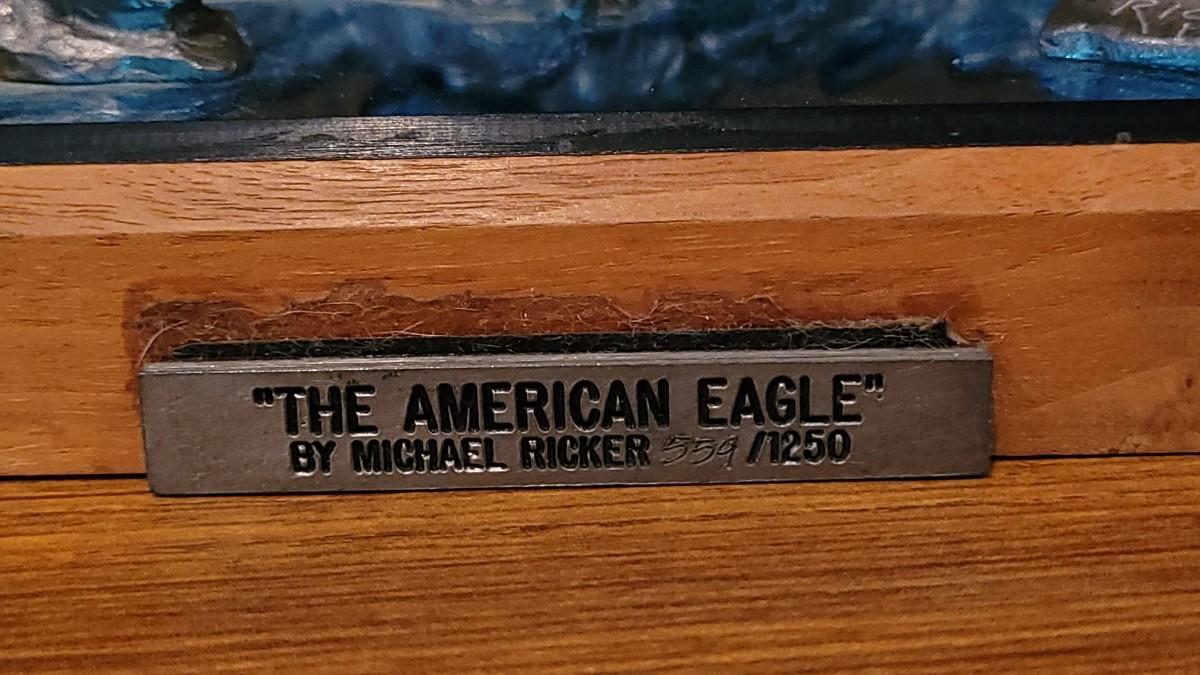 "THE AMERICAN EAGLE"
BY MICHAEL RICKER 559 /1250